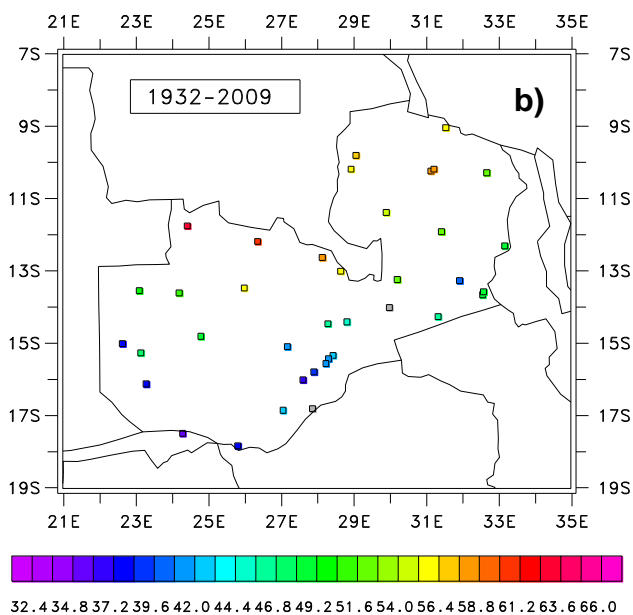 21E 23E 25E 27E 29E 31E 33E 35E
7S 7S
1932-2009 b)
9S 9S
11S 11S
13S 13S
15S 15S
17S 17S
19S 19S
21E 23E 25E 27E 29E 31E 33E 35E
32.4 34.8 37.2 39.6 42.0 44.4 46.8 49.2 51.6 54.0 56.4 58.8 61.2 63.6 66.0